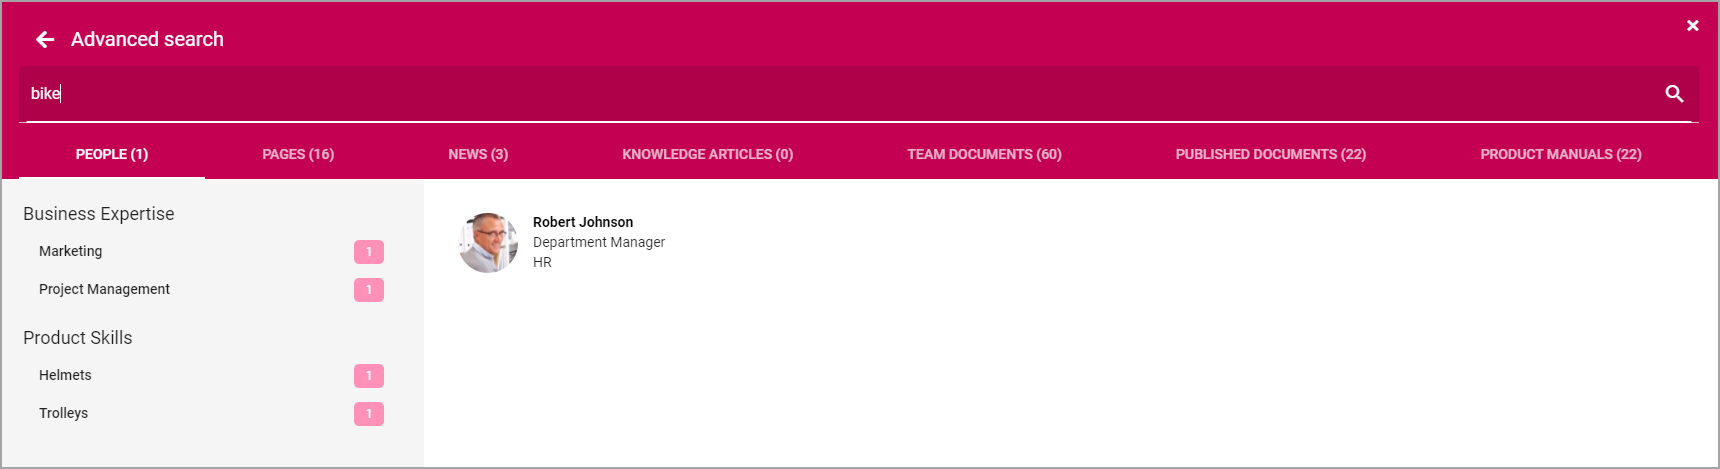 Advanced search
bike
PEOPLE (1) PAGES (16) NEWS (3) KNOWLEDGE ARTICLES (0) TEAM DOCUMENTS (60) PUBLISHED DOCUMENTS (22) PRODUCT MANUALS (22)
Business Expertise
Marketing 1
Project Management 1
Product Skills
Helmets 1
Trolleys 1
Robert Johnson
Department Manager
HR